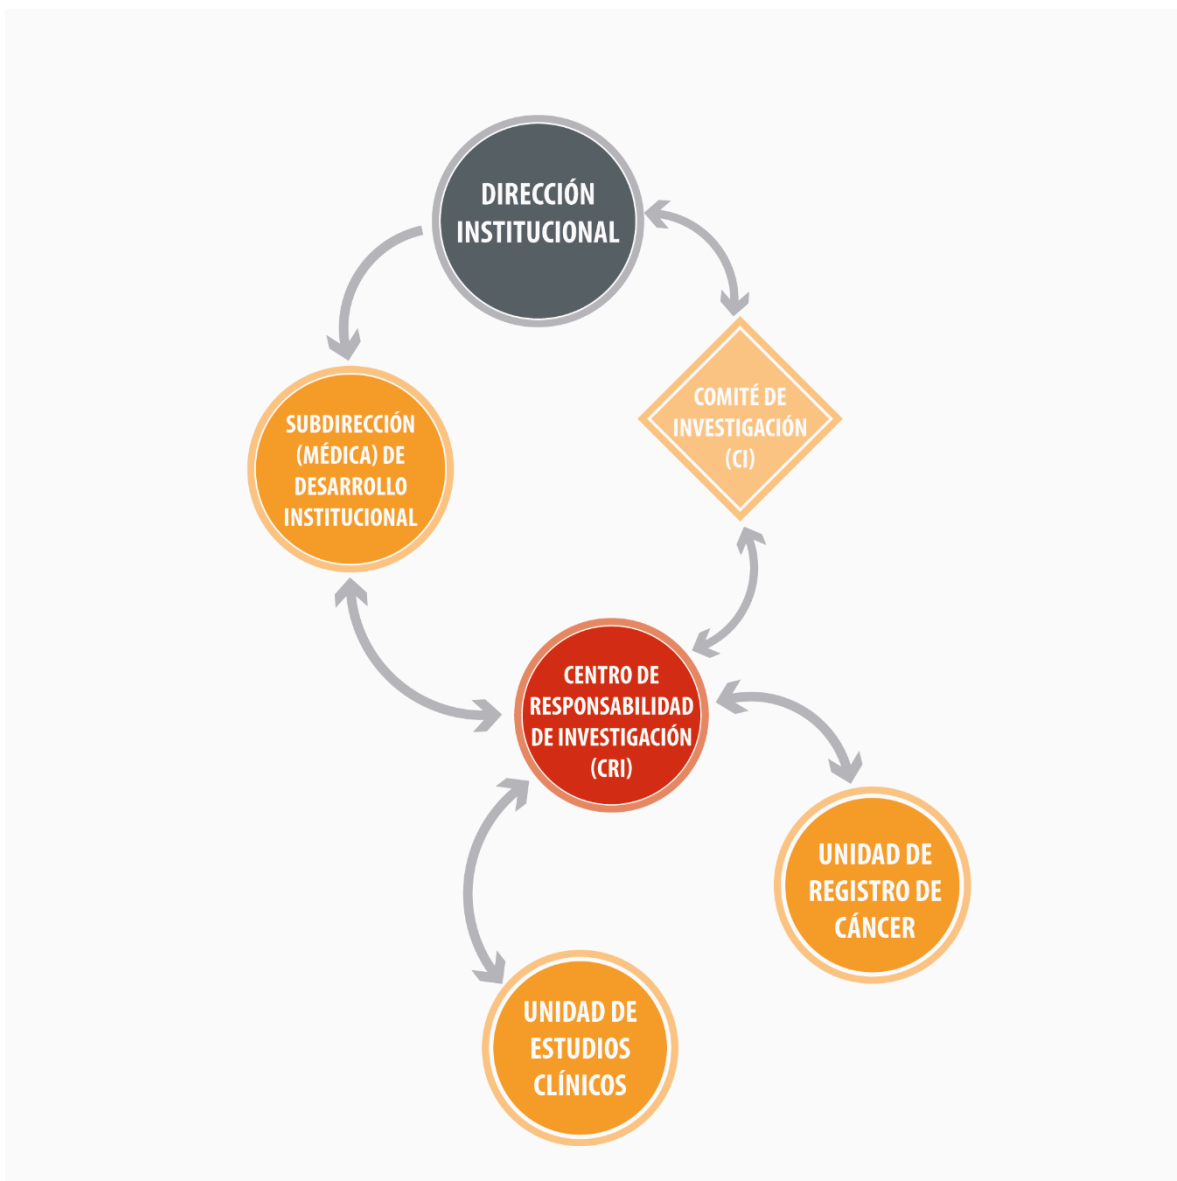 DIRECCIÓN
INSTITUCIONAL
SUBDIRECCIÓN
(MÉDICA) DE
DESARROLLO
INSTITUCIONAL
COMITÉ DE
INVESTIGACIÓN
(CI)
CENTRO DE
RESPONSABILIDAD
DE INVESTIGACIÓN
(CRI)
UNIDAD DE
REGISTRO DE
CÁNCER
UNIDAD DE
ESTUDIOS
CLÍNICOS